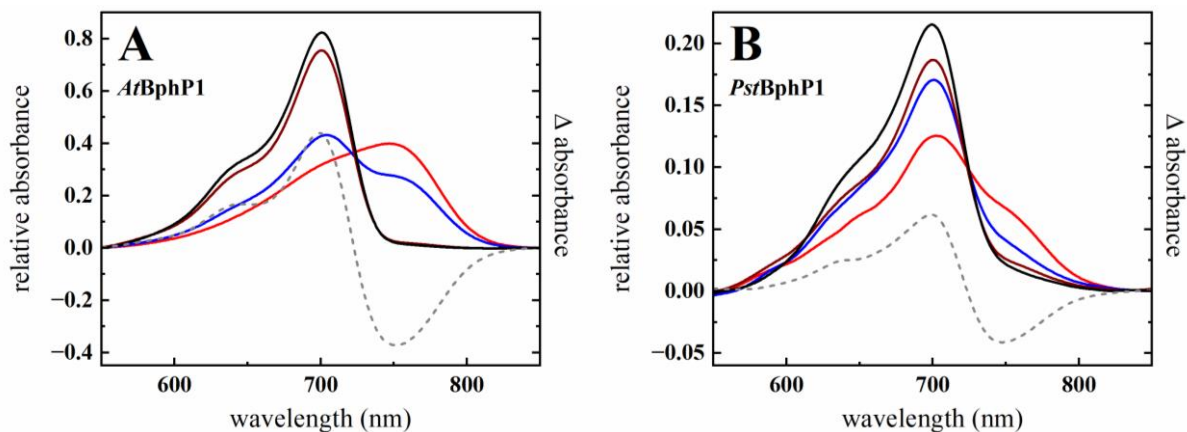 A
AtBphP1
relative absorbance
Δ absorbance
0.8
0.6
0.4
0.2
0.0
−0.2
−0.4
600
700
800
wavelength (nm)
B
PstBphP1
relative absorbance
Δ absorbance
0.20
0.15
0.10
0.05
0.00
−0.05
600
700
800
wavelength (nm)